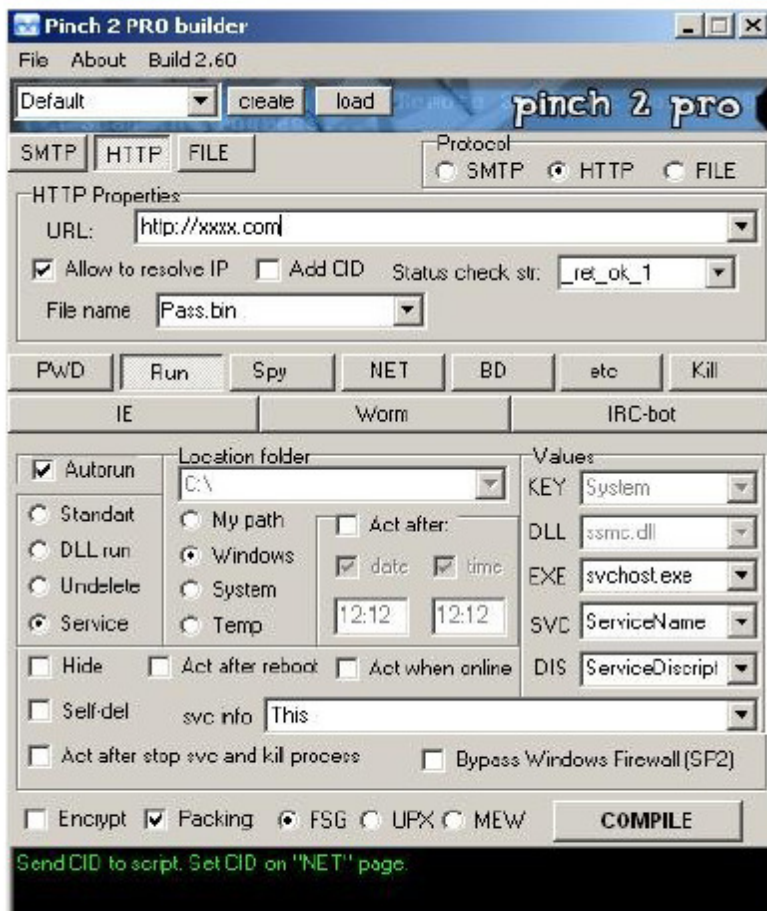 Pinch 2 PRO builder
File About Build 2.60
Default create load pinch 2 pro
SMTP HTTP FILE
Protocol
SMTP HTTP FILE
HTTP Properties
URL: http://xxxx.com
Allow to resolve IP Add CID Status check str: _ret_ok_1
File name Pass.bin
PWD Run Spy NET BD etc Kill
IE Worm IRC-bot
Autorun
Standart
DLL run
Undelete
Service
Location folder
C:\
My path
Windows
System
Temp
Act after:
date time
12:12 12:12
Values
KEY System
DLL ssmc.dll
EXE svchost.exe
SVC ServiceName
DIS ServiceDiscript
Hide Act after reboot Act when online
Self-del svc info This
Act after stop svc and kill process Bypass Windows Firewall (SP2)
Encrypt Packing FSG UPX MEW COMPILE
Send CID to script. Set CID on "NET" page.